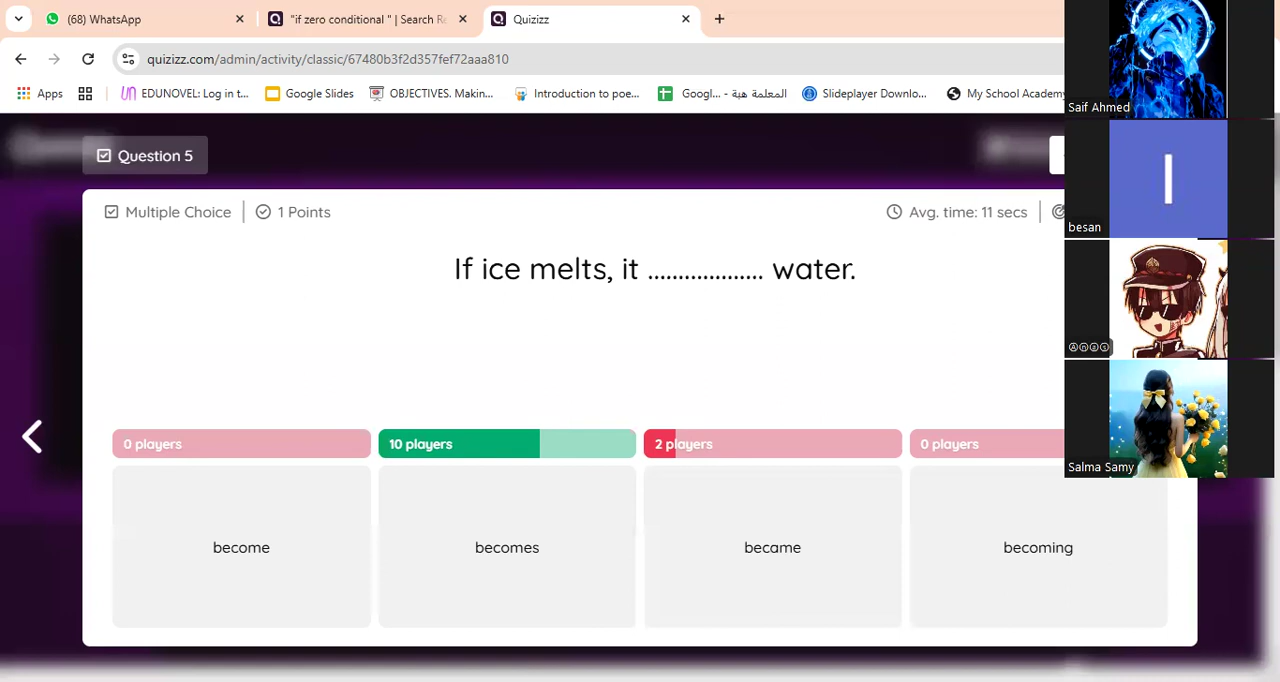 (68) WhatsApp
"if zero conditional " | Search Re
Quizizz
quizizz.com/admin/activity/classic/67480b3f2d357fef72aaa810
Apps
EDUNOVEL: Log in t...
Google Slides
OBJECTIVES. Makin...
Introduction to poe...
Googl... - المعلمة هبة
Slideplayer Downlo...
My School Academy
Saif Ahmed
Question 5
Multiple Choice
1 Points
Avg. time: 11 secs
I
besan
If ice melts, it ................... water.
Ⓐⓝⓐⓢ
0 players
10 players
2 players
0 players
Salma Samy
become
becomes
became
becoming